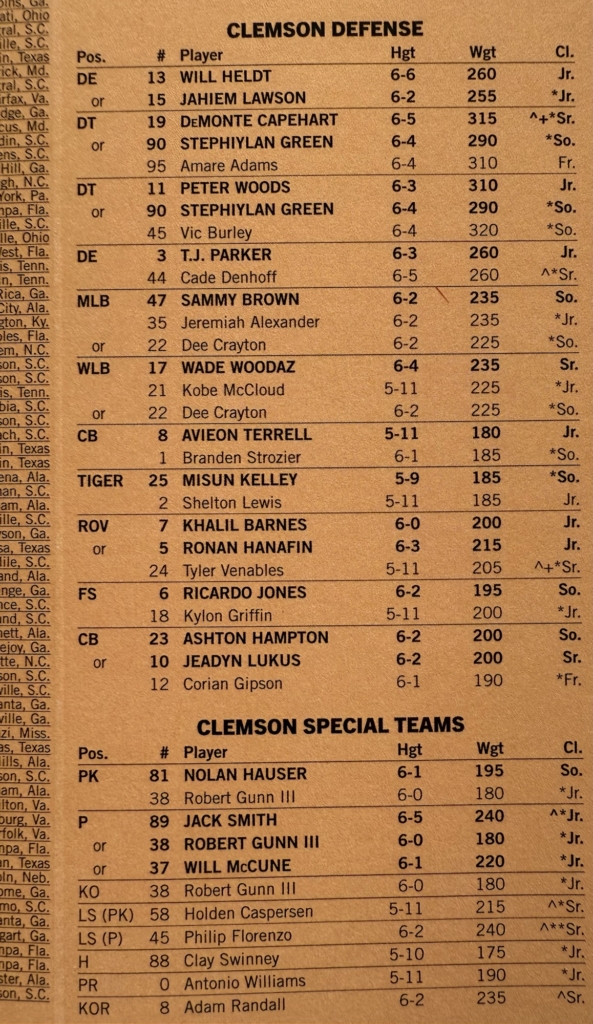 CLEMSON DEFENSE
Pos. # Player Hgt Wgt Cl.
DE 13 WILL HELDT 6-6 260 Jr.
or 15 JAHIEM LAWSON 6-2 255 *Jr.
DT 19 DeMONTE CAPEHART 6-5 315 ^+*Sr.
or 90 STEPHIYLAN GREEN 6-4 290 *So.
95 Amare Adams 6-4 310 Fr.
DT 11 PETER WOODS 6-3 310 Jr.
or 90 STEPHIYLAN GREEN 6-4 290 *So.
45 Vic Burley 6-4 320 *So.
DE 3 T.J. PARKER 6-3 260 Jr.
44 Cade Denhoff 6-5 260 ^*Sr.
MLB 47 SAMMY BROWN 6-2 235 So.
35 Jeremiah Alexander 6-2 235 *Jr.
or 22 Dee Crayton 6-2 225 *So.
WLB 17 WADE WOODAZ 6-4 235 Sr.
21 Kobe McCloud 5-11 225 *Jr.
or 22 Dee Crayton 6-2 225 *So.
CB 8 AVIEON TERRELL 5-11 180 Jr.
1 Branden Strozier 6-1 185 *So.
TIGER 25 MISUN KELLEY 5-9 185 *So.
2 Shelton Lewis 5-11 185 Jr.
ROV 7 KHALIL BARNES 6-0 200 Jr.
or 5 RONAN HANAFIN 6-3 215 Jr.
24 Tyler Venables 5-11 205 ^+*Sr.
FS 6 RICARDO JONES 6-2 195 So.
18 Kylon Griffin 5-11 200 *Jr.
CB 23 ASHTON HAMPTON 6-2 200 So.
or 10 JEADYN LUKUS 6-2 200 Sr.
12 Corian Gipson 6-1 190 *Fr.
CLEMSON SPECIAL TEAMS
Pos. # Player Hgt Wgt Cl.
PK 81 NOLAN HAUSER 6-1 195 So.
38 Robert Gunn III 6-0 180 *Jr.
P 89 JACK SMITH 6-5 240 ^*Jr.
or 38 ROBERT GUNN III 6-0 180 *Jr.
or 37 WILL McCUNE 6-1 220 *Jr.
KO 38 Robert Gunn III 6-0 180 *Jr.
LS (PK) 58 Holden Caspersen 5-11 215 ^*Sr.
LS (P) 45 Philip Florenzo 6-2 240 ^**Sr.
H 88 Clay Swinney 5-10 175 *Jr.
PR 0 Antonio Williams 5-11 190 *Jr.
KOR 8 Adam Randall 6-2 235 ^Sr.